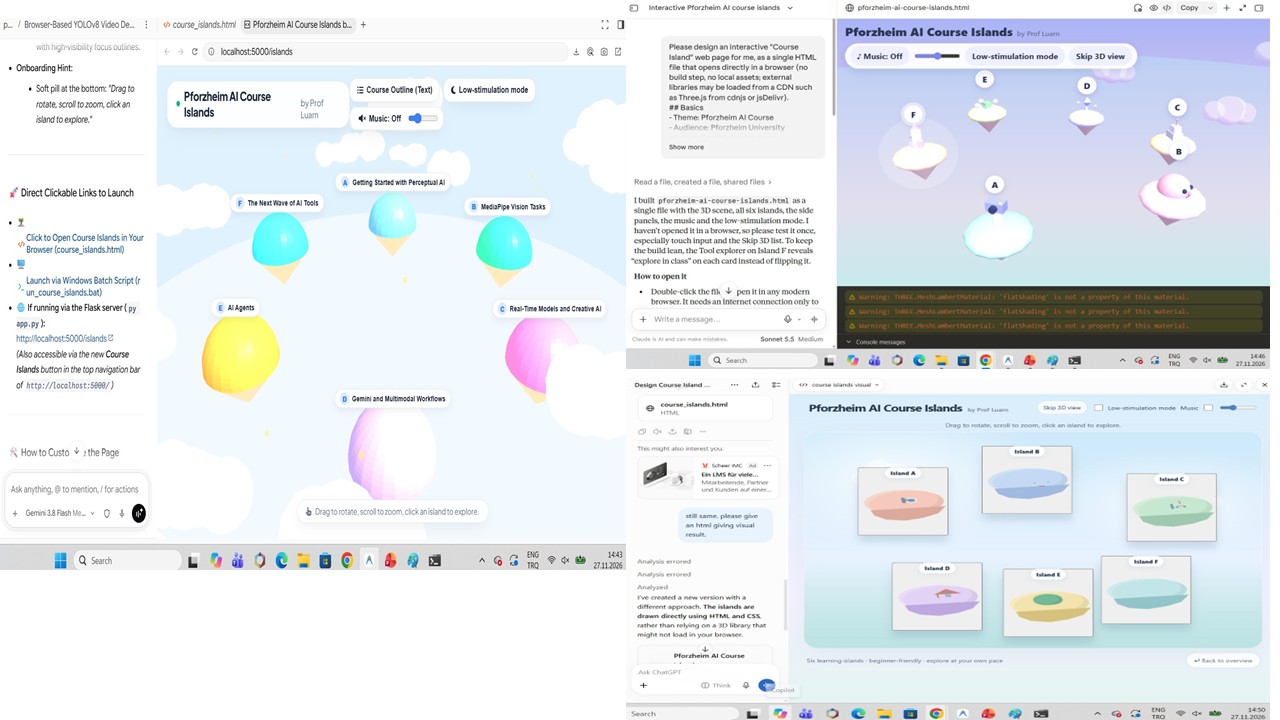 p...
Browser-Based YOLOv8 Video De...
course_islands.html
Pforzheim AI Course Islands b...
localhost:5000/islands
with high-visibility focus outlines.
Onboarding Hint:
Soft pill at the bottom: "Drag to
rotate, scroll to zoom, click an
island to explore."
🚀 Direct Clickable Links to Launch
Click to Open Course Islands in Your
Browser (course_islands.html)
Launch via Windows Batch Script (r
un_course_islands.bat)
If running via the Flask server ( py
app.py ):
http://localhost:5000/islands
(Also accessible via the new Course
Islands button in the top navigation bar
of http://localhost:5000/ )
How to Custo
the Page
Ask anything, @ to mention, / for actions
Gemini 3.8 Flash Me...
Pforzheim AI Course
Islands
by Prof
Luarn
Course Outline (Text)
Low-stimulation mode
Music: Off
A Getting Started with Perceptual AI
F The Next Wave of AI Tools
B MediaPipe Vision Tasks
E AI Agents
C Real-Time Models and Creative AI
D Gemini and Multimodal Workflows
Drag to rotate, scroll to zoom, click an island to explore.
Search
ENG
TRQ
14:43
27.11.2026
Interactive Pforzheim AI course islands
Please design an interactive "Course
Island" web page for me, as a single HTML
file that opens directly in a browser (no
build step, no local assets; external
libraries may be loaded from a CDN such
as Three.js from cdnjs or jsDelivr).
## Basics
- Theme: Pforzheim AI Course
- Audience: Pforzheim University
Show more
Read a file, created a file, shared files >
I built pforzheim-ai-course-islands.html as a
single file with the 3D scene, all six islands, the side
panels, the music and the low-stimulation mode. I
haven't opened it in a browser, so please test it once,
especially touch input and the Skip 3D list. To keep
the build lean, the Tool explorer on Island F reveals
"explore in class" on each card instead of flipping it.
How to open it
Double-click the file
pen it in any modern
browser. It needs an internet connection only to
Write a message...
Claude is AI and can make mistakes.
Sonnet 5.5 Medium
pforzheim-ai-course-islands.html
Copy
Pforzheim AI Course Islands by Prof Luarn
♪ Music: Off
Low-stimulation mode
Skip 3D view
E
D
F
C
B
A
Warning: THREE.MeshLambertMaterial: 'flatShading' is not a property of this material.
Warning: THREE.MeshLambertMaterial: 'flatShading' is not a property of this material.
Warning: THREE.MeshLambertMaterial: 'flatShading' is not a property of this material.
Console messages
Search
ENG
TRQ
14:46
27.11.2026
Design Course Island ...
course_islands.html
HTML
This might also interest you.
Scheer IMC Ad
Ein LMS für viele...
Mitarbeitende, Partner
und Kunden auf einer...
still same, please give
an html giving visual
result.
Analysis errored
Analysis errored
Analyzed
I've created a new version with a
different approach. The islands are
drawn directly using HTML and CSS,
rather than relying on a 3D library that
might not load in your browser.
Pforzheim AI Course
Ask ChatGPT
Think
Copilot
course islands visual
Pforzheim AI Course Islands by Prof Luarn
Skip 3D view
Low-stimulation mode
Music
Drag to rotate, scroll to zoom, click an island to explore.
Island A
Island B
Island C
Island D
Island E
Island F
Six learning islands · beginner-friendly · explore at your own pace
↩ Back to overview
Search
ENG
TRQ
14:50
27.11.2026